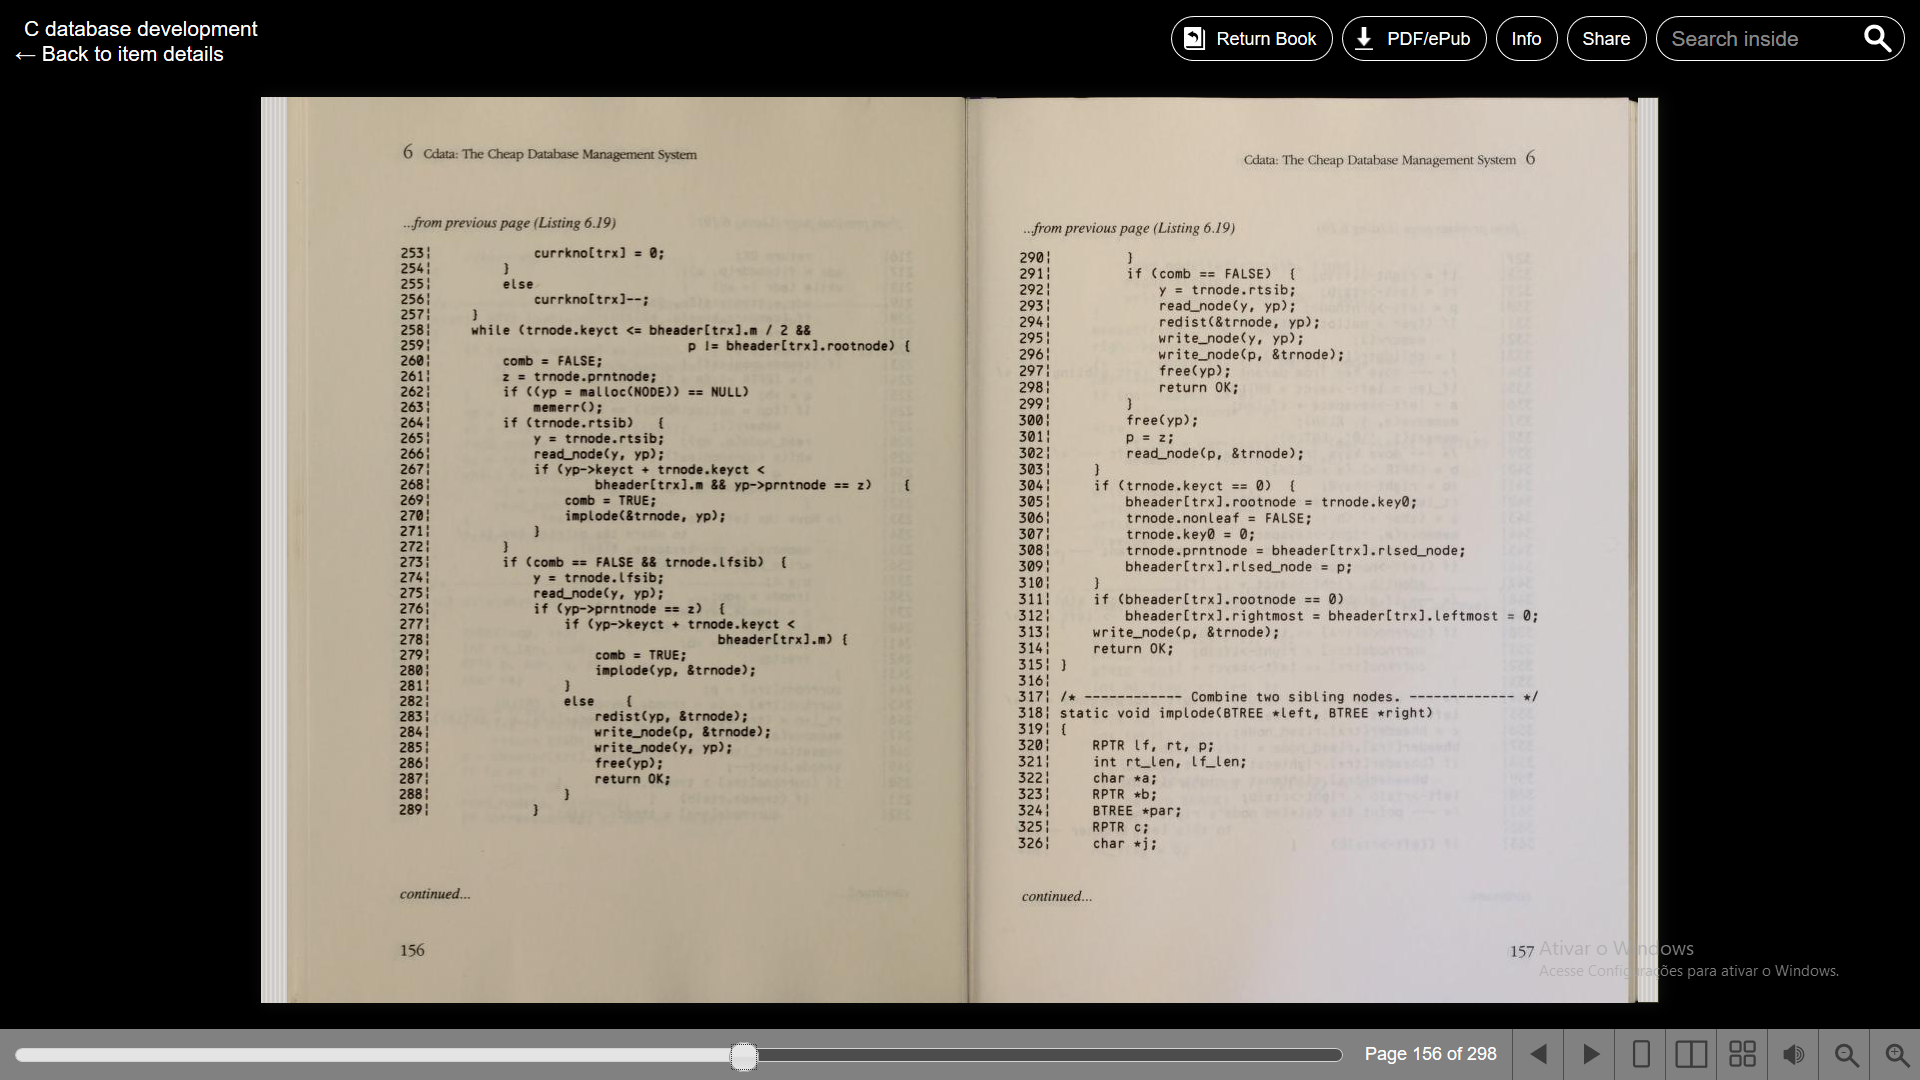 C database development
← Back to item details
Return Book
PDF/ePub
Info
Share
Search inside
6 Cdata: The Cheap Database Management System
...from previous page (Listing 6.19)
253¦ currkno[trx] = 0;
254¦ }
255¦ else
256¦ currkno[trx]--;
257¦ }
258¦ while (trnode.keyct <= bheader[trx].m / 2 &&
259¦ p != bheader[trx].rootnode) {
260¦ comb = FALSE;
261¦ z = trnode.prntnode;
262¦ if ((yp = malloc(NODE)) == NULL)
263¦ memerr();
264¦ if (trnode.rtsib) {
265¦ y = trnode.rtsib;
266¦ read_node(y, yp);
267¦ if (yp->keyct + trnode.keyct <
268¦ bheader[trx].m && yp->prntnode == z) {
269¦ comb = TRUE;
270¦ implode(&trnode, yp);
271¦ }
272¦ }
273¦ if (comb == FALSE && trnode.lfsib) {
274¦ y = trnode.lfsib;
275¦ read_node(y, yp);
276¦ if (yp->prntnode == z) {
277¦ if (yp->keyct + trnode.keyct <
278¦ bheader[trx].m) {
279¦ comb = TRUE;
280¦ implode(yp, &trnode);
281¦ }
282¦ else {
283¦ redist(yp, &trnode);
284¦ write_node(p, &trnode);
285¦ write_node(y, yp);
286¦ free(yp);
287¦ return OK;
288¦ }
289¦ }
continued...
156
Cdata: The Cheap Database Management System 6
...from previous page (Listing 6.19)
290¦ }
291¦ if (comb == FALSE) {
292¦ y = trnode.rtsib;
293¦ read_node(y, yp);
294¦ redist(&trnode, yp);
295¦ write_node(y, yp);
296¦ write_node(p, &trnode);
297¦ free(yp);
298¦ return OK;
299¦ }
300¦ free(yp);
301¦ p = z;
302¦ read_node(p, &trnode);
303¦ }
304¦ if (trnode.keyct == 0) {
305¦ bheader[trx].rootnode = trnode.key0;
306¦ trnode.nonleaf = FALSE;
307¦ trnode.key0 = 0;
308¦ trnode.prntnode = bheader[trx].rlsed_node;
309¦ bheader[trx].rlsed_node = p;
310¦ }
311¦ if (bheader[trx].rootnode == 0)
312¦ bheader[trx].rightmost = bheader[trx].leftmost = 0;
313¦ write_node(p, &trnode);
314¦ return OK;
315¦ }
316¦
317¦ /* ------------ Combine two sibling nodes. ------------- */
318¦ static void implode(BTREE *left, BTREE *right)
319¦ {
320¦ RPTR lf, rt, p;
321¦ int rt_len, lf_len;
322¦ char *a;
323¦ RPTR *b;
324¦ BTREE *par;
325¦ RPTR c;
326¦ char *j;
continued...
157
Ativar o Windows
Acesse Configurações para ativar o Windows.
Page 156 of 298